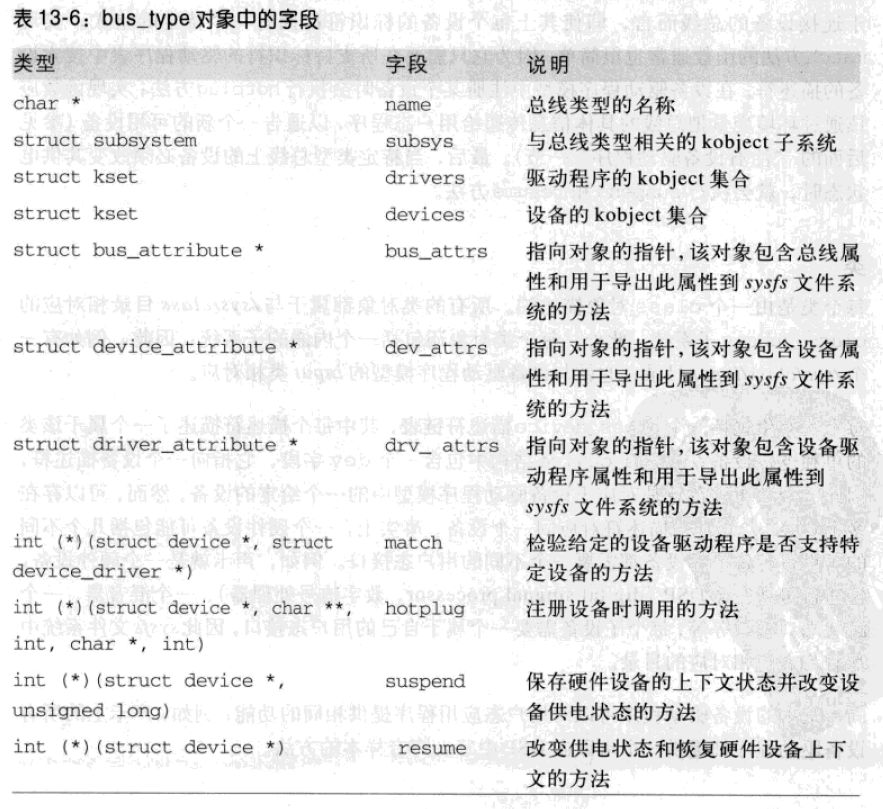 表 13-6：bus_type 对象中的字段
类型 字段 说明
char * name 总线类型的名称
struct subsystem subsys 与总线类型相关的 kobject 子系统
struct kset drivers 驱动程序的 kobject 集合
struct kset devices 设备的 kobject 集合
struct bus_attribute * bus_attrs 指向对象的指针，该对象包含总线属
性和用于导出此属性到 sysfs 文件系
统的方法
struct device_attribute * dev_attrs 指向对象的指针，该对象包含设备属
性和用于导出此属性到 sysfs 文件系
统的方法
struct driver_attribute * drv_ attrs 指向对象的指针，该对象包含设备驱
动程序属性和用于导出此属性到
sysfs 文件系统的方法
int (*)(struct device *, struct match 检验给定的设备驱动程序是否支持特
device_driver *) 定设备的方法
int (*)(struct device *, char **, hotplug 注册设备时调用的方法
int, char *, int)
int (*)(struct device *, suspend 保存硬件设备的上下文状态并改变设
unsigned long) 备供电状态的方法
int (*)(struct device *) resume 改变供电状态和恢复硬件设备上下
文的方法